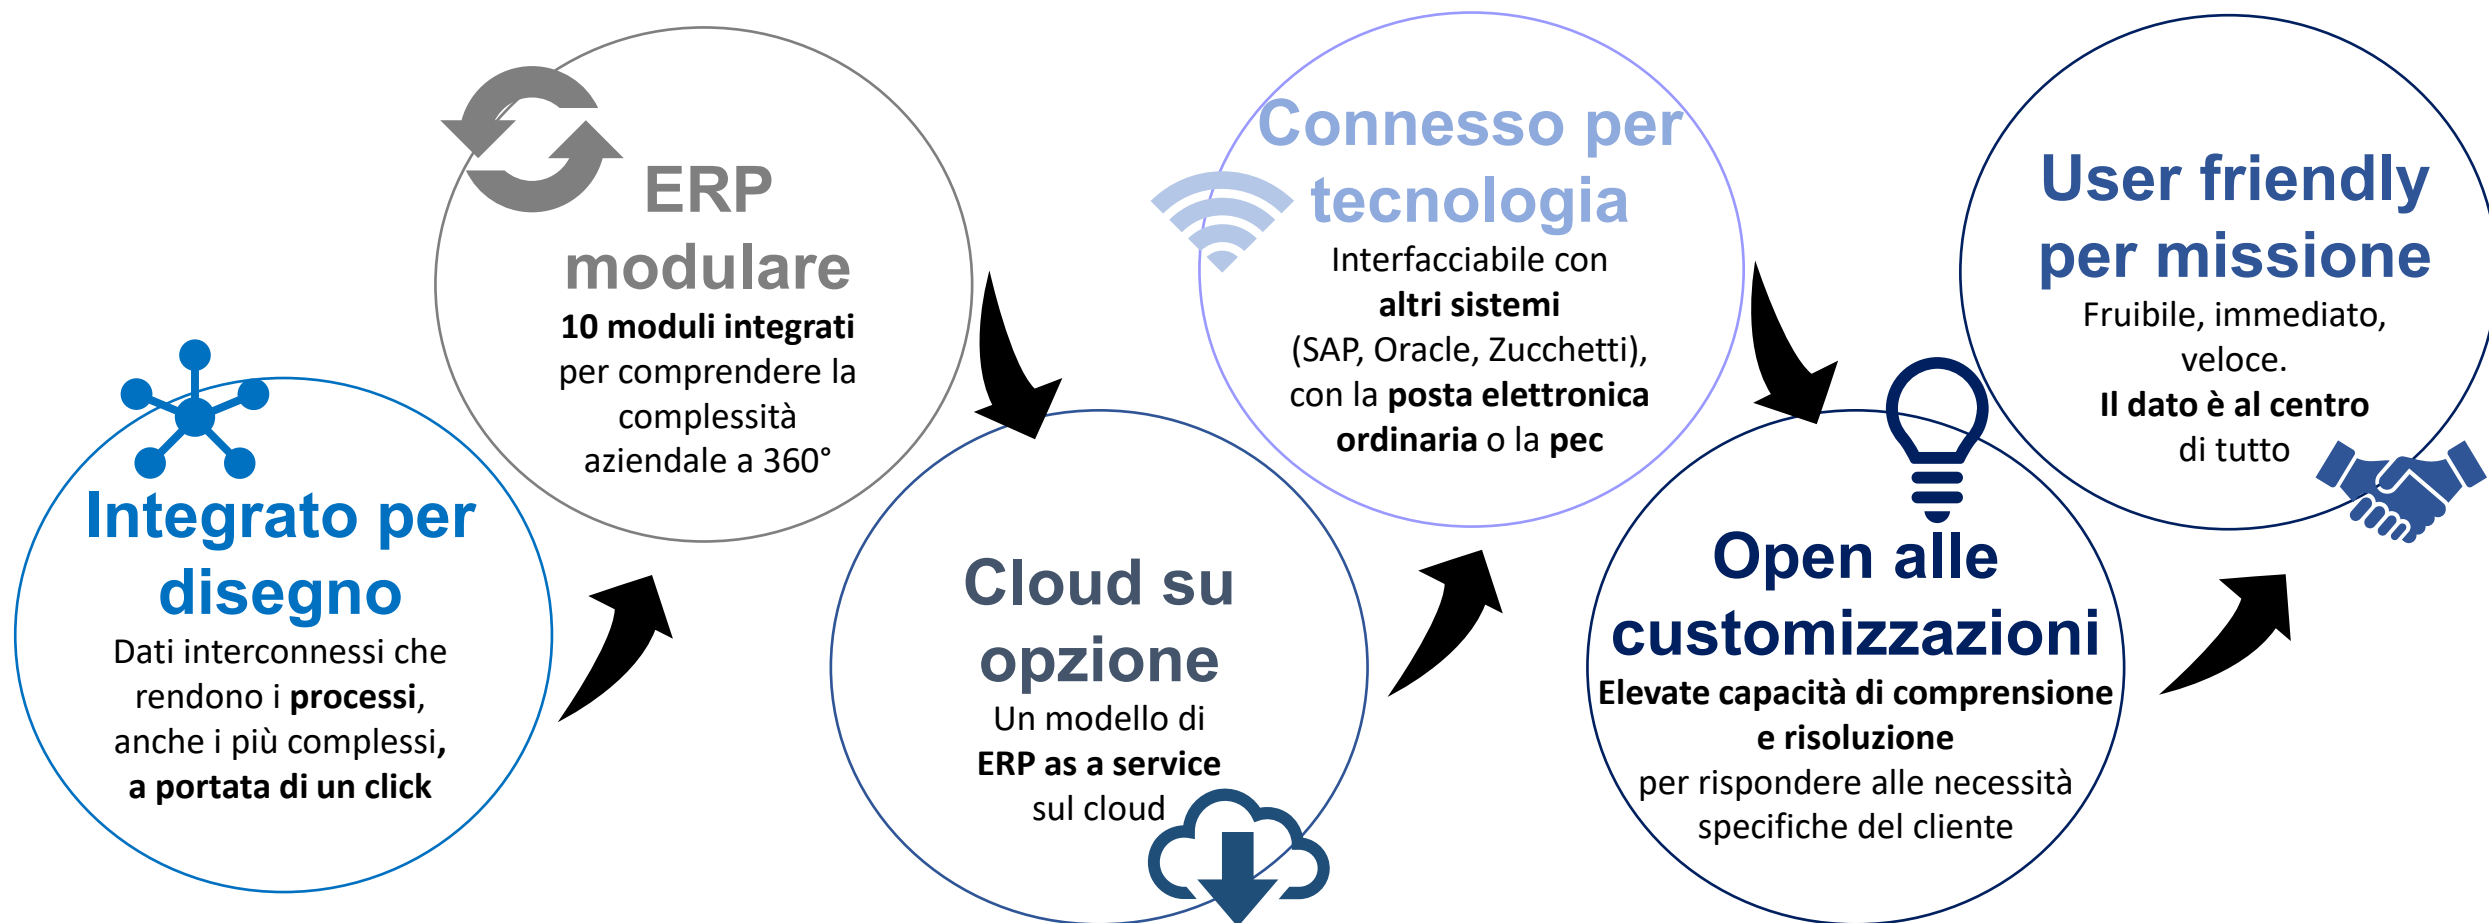 Integrato per
disegno
Dati interconnessi che
rendono i processi,
anche i più complessi,
a portata di un click
ERP
modulare
10 moduli integrati
per comprendere la
complessità
aziendale a 360°
Cloud su
opzione
Un modello di
ERP as a service
sul cloud
Connesso per
tecnologia
Interfacciabile con
altri sistemi
(SAP, Oracle, Zucchetti),
con la posta elettronica
ordinaria o la pec
Open alle
customizzazioni
Elevate capacità di comprensione
e risoluzione
per rispondere alle necessità
specifiche del cliente
User friendly
per missione
Fruibile, immediato,
veloce.
Il dato è al centro
di tutto